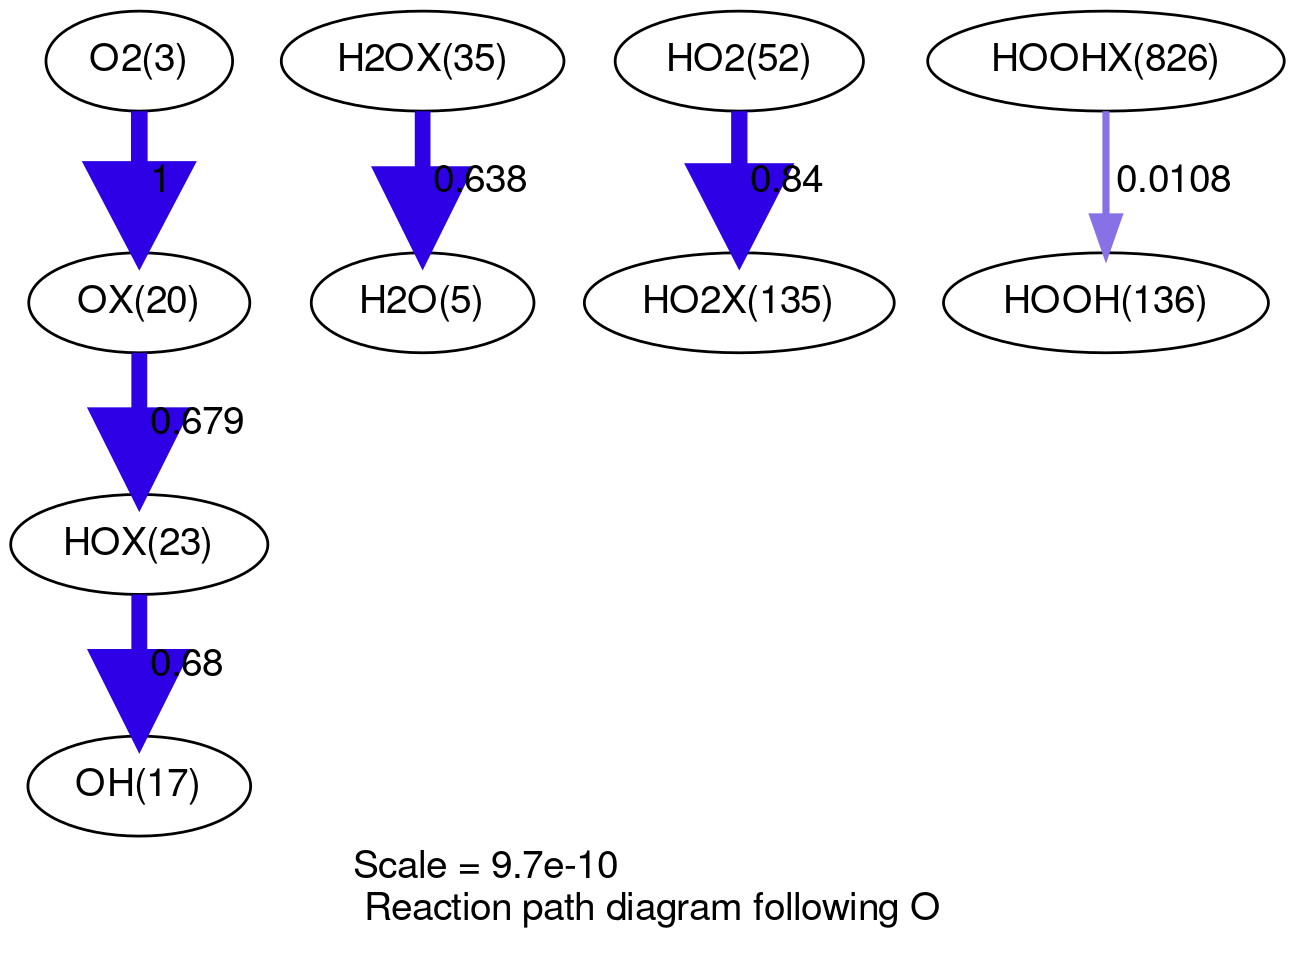 O2(3)
H2OX(35)
HO2(52)
HOOHX(826)
1
0.638
0.84
0.0108
OX(20)
H2O(5)
HO2X(135)
HOOH(136)
0.679
HOX(23)
0.68
OH(17)
Scale = 9.7e-10
Reaction path diagram following O